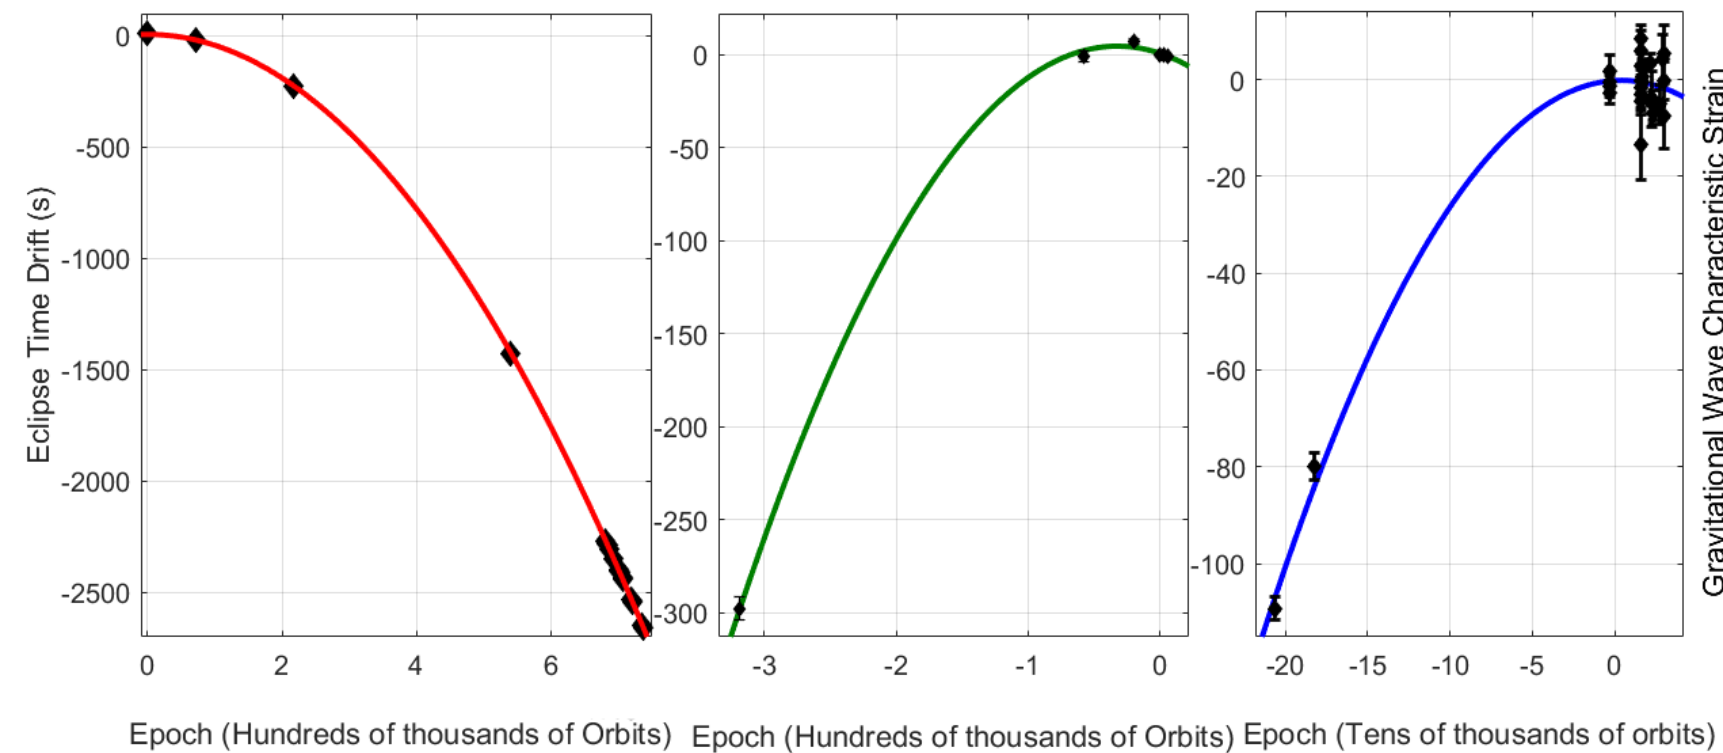 Eclipse Time Drift (s)
0
-500
-1000
-1500
-2000
-2500
0 2 4 6
Epoch (Hundreds of thousands of Orbits)
0
-50
-100
-150
-200
-250
-300
-3 -2 -1 0
Epoch (Hundreds of thousands of Orbits)
0
-20
-40
-60
-80
-100
-20 -15 -10 -5 0
Epoch (Tens of thousands of orbits)
Gravitational Wave Characteristic Strain